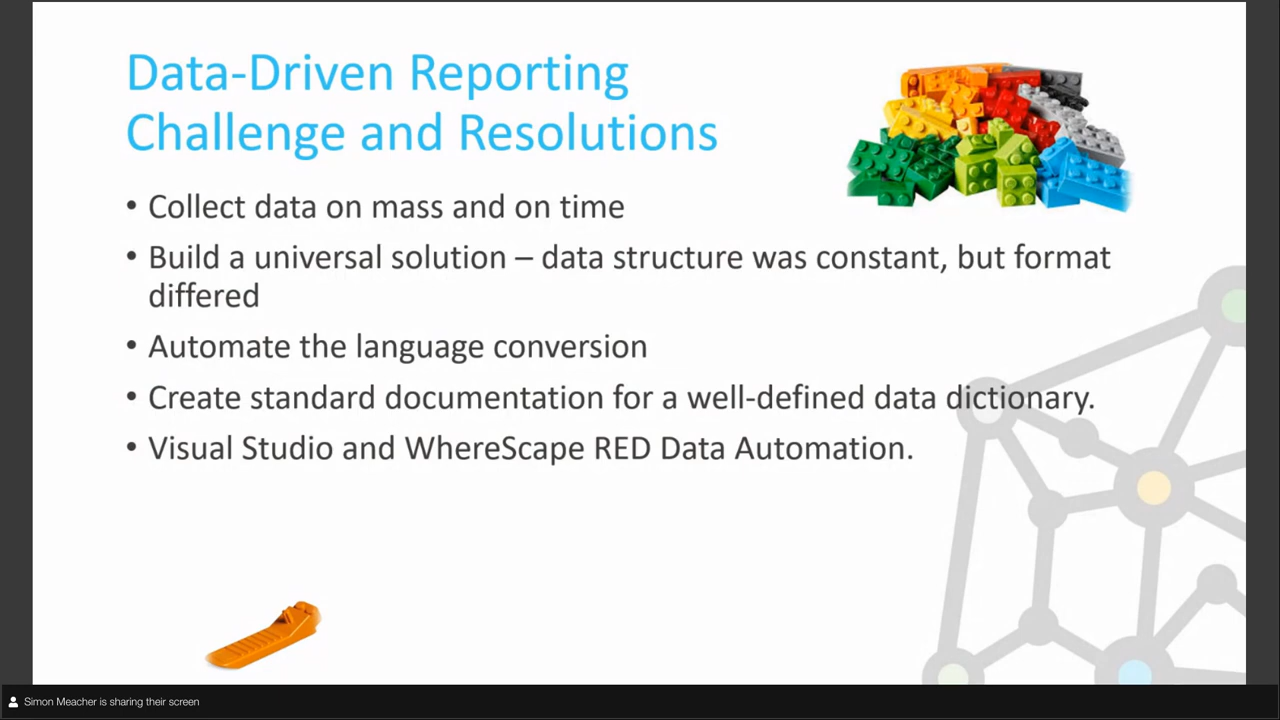 Data-Driven Reporting
Challenge and Resolutions
• Collect data on mass and on time
• Build a universal solution – data structure was constant, but format
differed
• Automate the language conversion
• Create standard documentation for a well-defined data dictionary.
• Visual Studio and WhereScape RED Data Automation.
Simon Meacher is sharing their screen